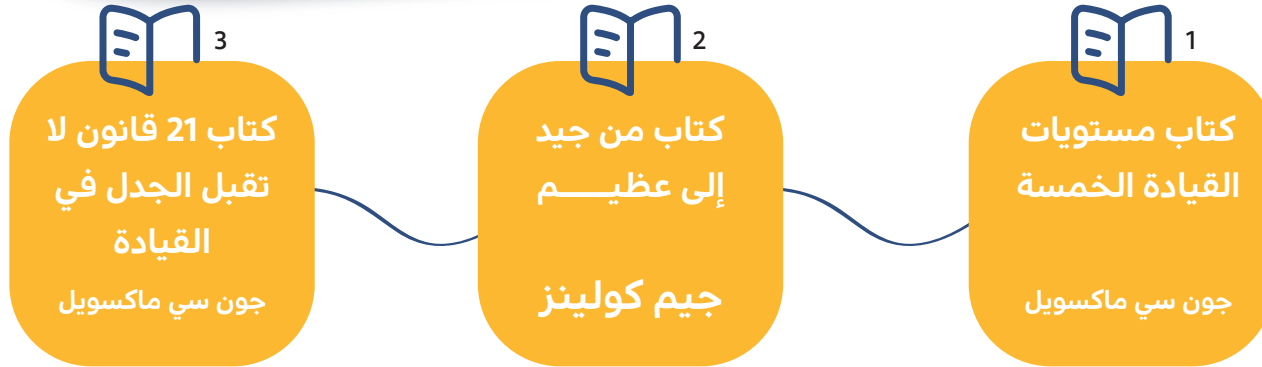 1
كتاب مستويات
القيادة الخمسة
جون سي ماكسويل
2
كتاب من جيد
إلى عظيـــــم
جيم كولينز
3
كتاب 21 قانون لا
تقبل الجدل في
القيادة
جون سي ماكسويل